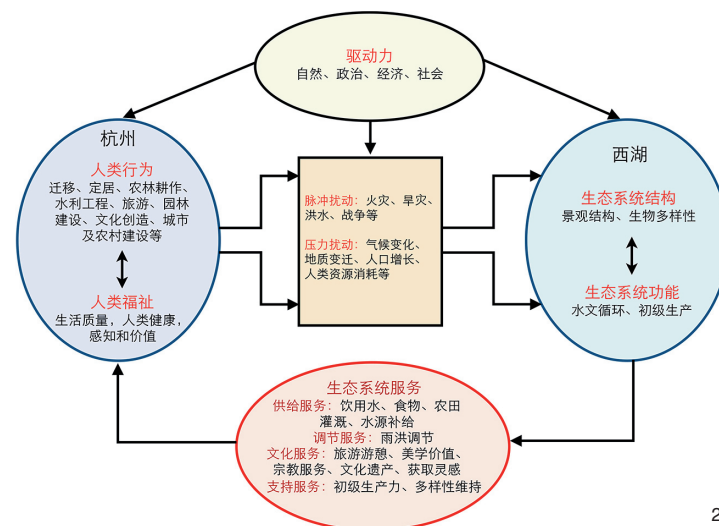 驱动力
自然、政治、经济、社会
杭州
人类行为
迁移、定居、农林耕作、
水利工程、旅游、园林
建设、文化创造、城市
及农村建设等
人类福祉
生活质量，人类健康，
感知和价值
脉冲扰动：火灾、旱灾、
洪水、战争等
压力扰动：气候变化、
地质变迁、人口增长、
人类资源消耗等
西湖
生态系统结构
景观结构、生物多样性
生态系统功能
水文循环、初级生产
生态系统服务
供给服务：饮用水、食物、农田
灌溉、水源补给
调节服务：雨洪调节
文化服务：旅游游憩、美学价值、
宗教服务、文化遗产、获取灵感
支持服务：初级生产力、多样性维持
2